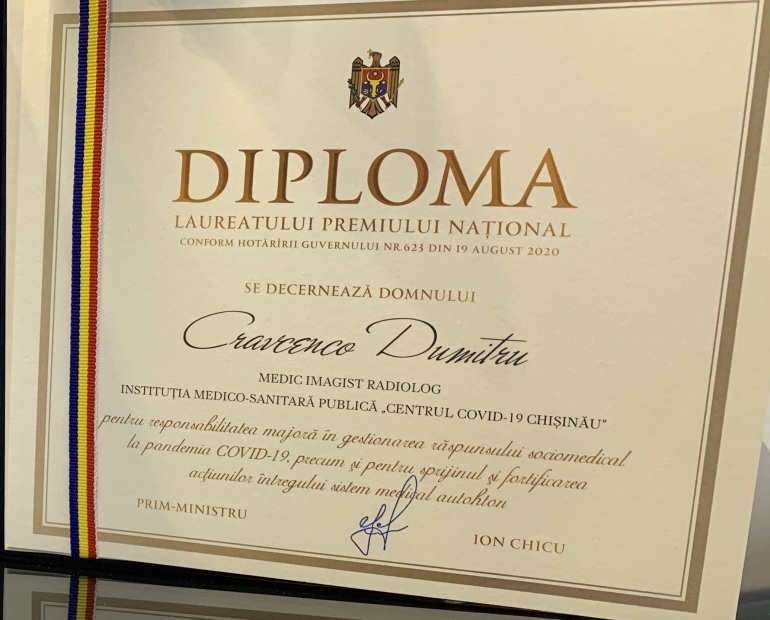 DIPLOMA
LAUREATULUI PREMIULUI NAȚIONAL
CONFORM HOTĂRÎRII GUVERNULUI NR.623 DIN 19 AUGUST 2020
SE DECERNEAZĂ DOMNULUI
Cravcenco Dumitru
MEDIC IMAGIST RADIOLOG
INSTITUȚIA MEDICO-SANITARĂ PUBLICĂ „CENTRUL COVID-19 CHIȘINĂU”
pentru responsabilitatea majoră în gestionarea răspunsului sociomedical
la pandemia COVID-19, precum și pentru sprijinul și fortificarea
acțiunilor întregului sistem medical autohton
PRIM-MINISTRU
ION CHICU